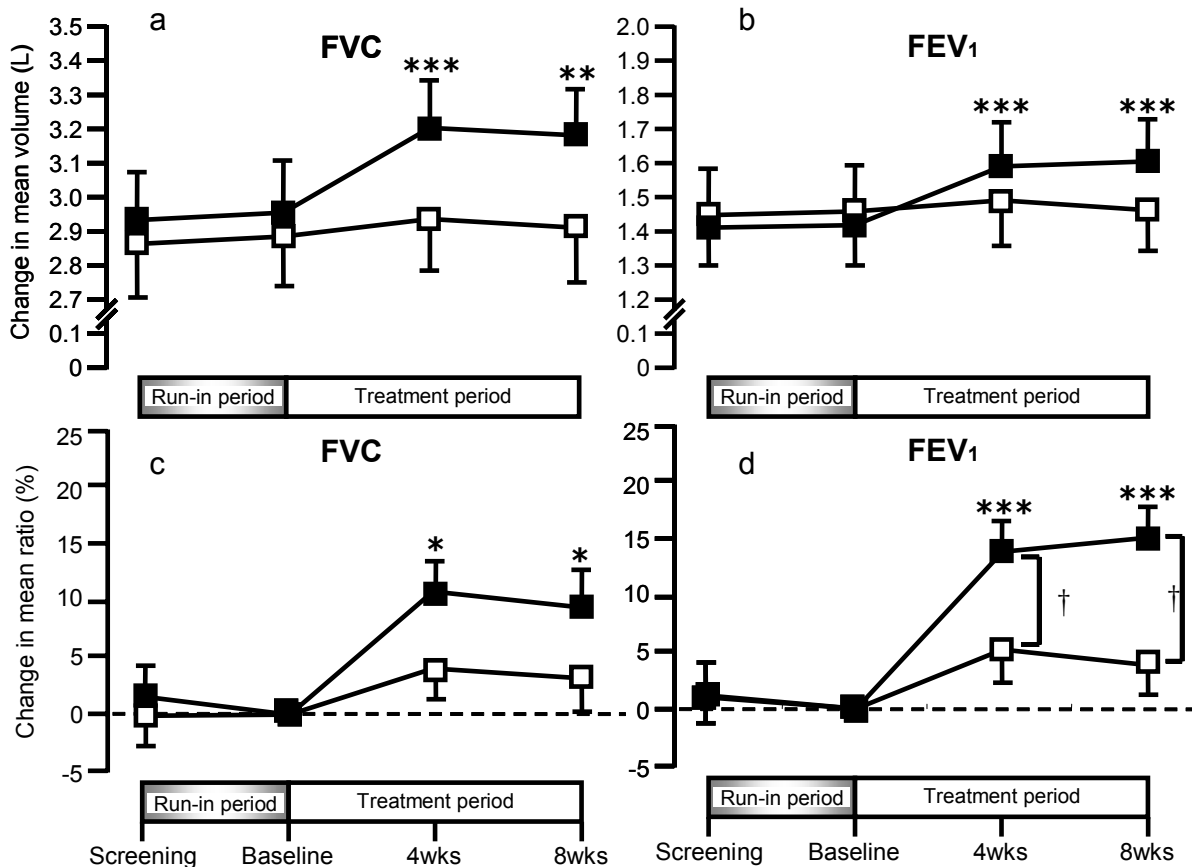 a
FVC
Change in mean volume (L)
3.5
3.4
3.3
3.2
3.1
3.0
2.9
2.8
2.7
0.1
0
***
**
Run-in period
Treatment period
b
FEV₁
2.0
1.9
1.8
1.7
1.6
1.5
1.4
1.3
1.2
0.1
0
***
***
Run-in period
Treatment period
c
FVC
Change in mean ratio (%)
25
20
15
10
5
0
-5
*
*
Run-in period
Treatment period
Screening
Baseline
4wks
8wks
d
FEV₁
25
20
15
10
5
0
-5
***
***
†
†
Run-in period
Treatment period
Screening
Baseline
4wks
8wks